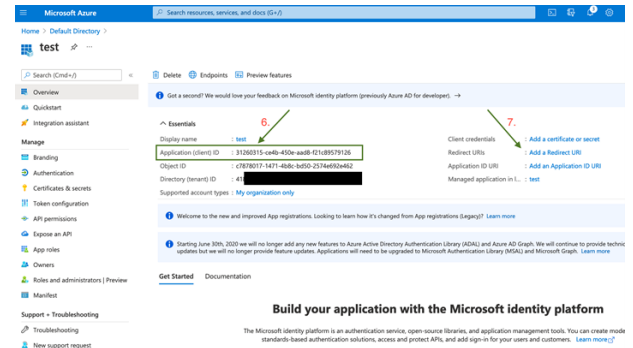 Microsoft Azure
Search resources, services, and docs (G+/)
Home > Default Directory >
test
Search (Cmd+/)
Delete
Endpoints
Preview features
Overview
Quickstart
Integration assistant
Manage
Branding
Authentication
Certificates & secrets
Token configuration
API permissions
Expose an API
App roles
Owners
Roles and administrators | Preview
Manifest
Support + Troubleshooting
Troubleshooting
New support request
Got a second? We would love your feedback on Microsoft identity platform (previously Azure AD for developer). →
Essentials
6.
7.
Display name : test
Application (client) ID : 31260315-ce4b-450e-aad8-f21c89579126
Object ID : c7878017-1471-4b8c-bd50-2574e692e462
Directory (tenant) ID : 41
Supported account types : My organization only
Client credentials : Add a certificate or secret
Redirect URIs : Add a Redirect URI
Application ID URI : Add an Application ID URI
Managed application in l... : test
Welcome to the new and improved App registrations. Looking to learn how it's changed from App registrations (Legacy)? Learn more
Starting June 30th, 2020 we will no longer add any new features to Azure Active Directory Authentication Library (ADAL) and Azure AD Graph. We will continue to provide technic
updates but we will no longer provide feature updates. Applications will need to be upgraded to Microsoft Authentication Library (MSAL) and Microsoft Graph. Learn more
Get Started
Documentation
Build your application with the Microsoft identity platform
The Microsoft identity platform is an authentication service, open-source libraries, and application management tools. You can create mode
standards-based authentication solutions, access and protect APIs, and add sign-in for your users and customers. Learn more